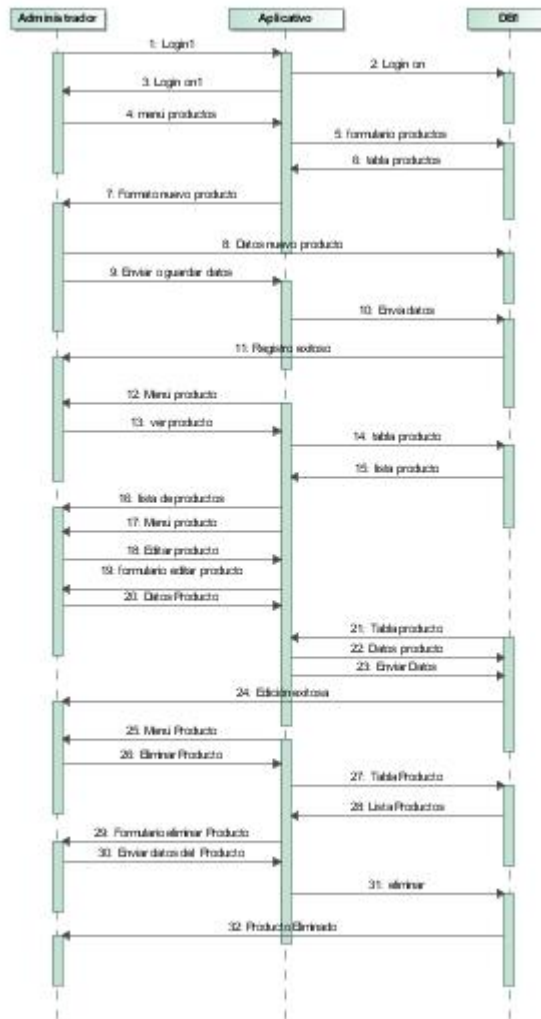 Administrador
Aplicativo
DB1
1: Login1
2: Login on
3: Login on1
4: menú productos
5: formulario productos
6: tabla productos
7: Formato nuevo producto
8: Datos nuevo producto
9: Enviar o guardar datos
10: Envia datos
11: Registro exitoso
12: Menú producto
13: ver producto
14: tabla producto
15: lista producto
16: lista de productos
17: Menú producto
18: Editar producto
19: formulario editar producto
20: Datos Producto
21: Tabla producto
22: Datos producto
23: Enviar Datos
24: Edición exitosa
25: Menú Producto
26: Eliminar Producto
27: Tabla Producto
28: Lista Productos
29: Formulario eliminar Producto
30: Enviar datos del Producto
31: eliminar
32: Producto Eliminado